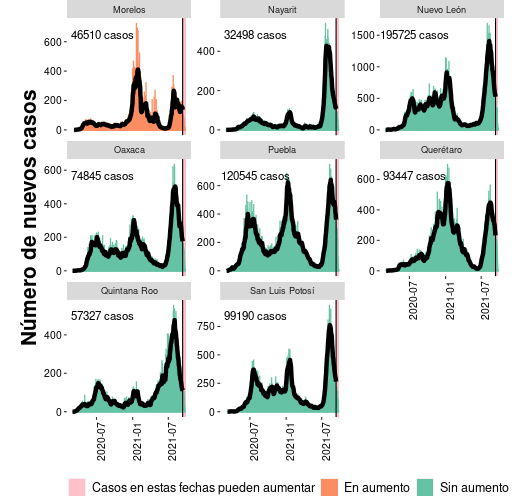 Número de nuevos casos
Morelos
Nayarit
Nuevo León
46510 casos
32498 casos
195725 casos
600
400
200
0
400
200
0
1500
1000
500
0
Oaxaca
Puebla
Querétaro
74845 casos
120545 casos
93447 casos
600
400
200
0
600
400
200
0
600
400
200
0
Quintana Roo
San Luis Potosí
57327 casos
99190 casos
400
200
0
750
500
250
0
2020-07
2021-01
2021-07
2020-07
2021-01
2021-07
2020-07
2021-01
2021-07
Casos en estas fechas pueden aumentar
En aumento
Sin aumento